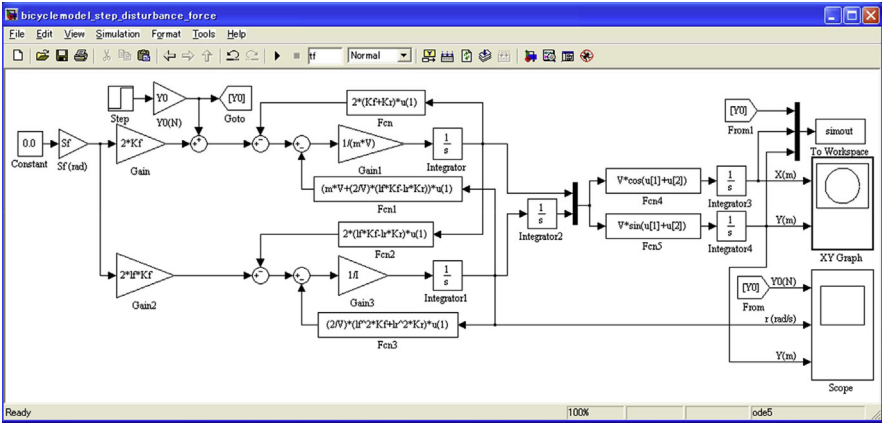 bicyclemodel_step_disturbance_force
File Edit View Simulation Format Tools Help
tf Normal
Step
Y0
Y0(N)
[Y0]
Goto
2*(Kf+Kr)*u(1)
Fcn
0.0
Constant
Sf
Sf (rad)
2*Kf
Gain
1/(m*V)
Gain1
1
s
Integrator
(m*V+(2/V)*(lf*Kf-lr*Kr))*u(1)
Fcn1
2*(lf*Kf-lr*Kr)*u(1)
Fcn2
2*lf*Kf
Gain2
1/I
Gain3
1
s
Integrator1
(2/V)*(lf^2*Kf+lr^2*Kr)*u(1)
Fcn3
1
s
Integrator2
V*cos(u[1]+u[2])
Fcn4
1
s
Integrator3
V*sin(u[1]+u[2])
Fcn5
1
s
Integrator4
[Y0]
From1
simout
To Workspace
X(m)
Y(m)
XY Graph
[Y0]
From
Y0(N)
r (rad/s)
Y(m)
Scope
Ready 100% ode5